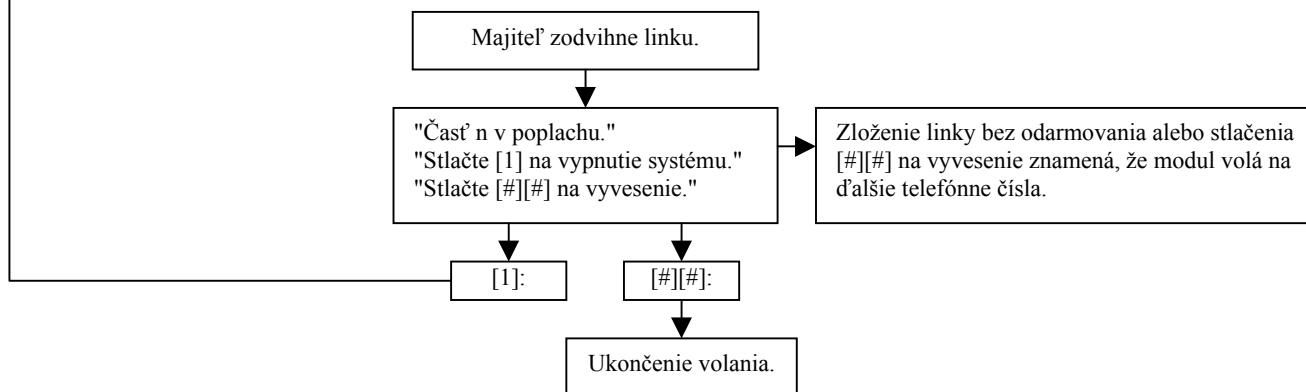 Majiteľ zodvihne linku.
"Časť n v poplachu."
"Stlačte [1] na vypnutie systému."
"Stlačte [#][#] na vyvesenie."
Zloženie linky bez odarmovania alebo stlačenia
[#][#] na vyvesenie znamená, že modul volá na
ďalšie telefónne čísla.
[1]:
[#][#]:
Ukončenie volania.